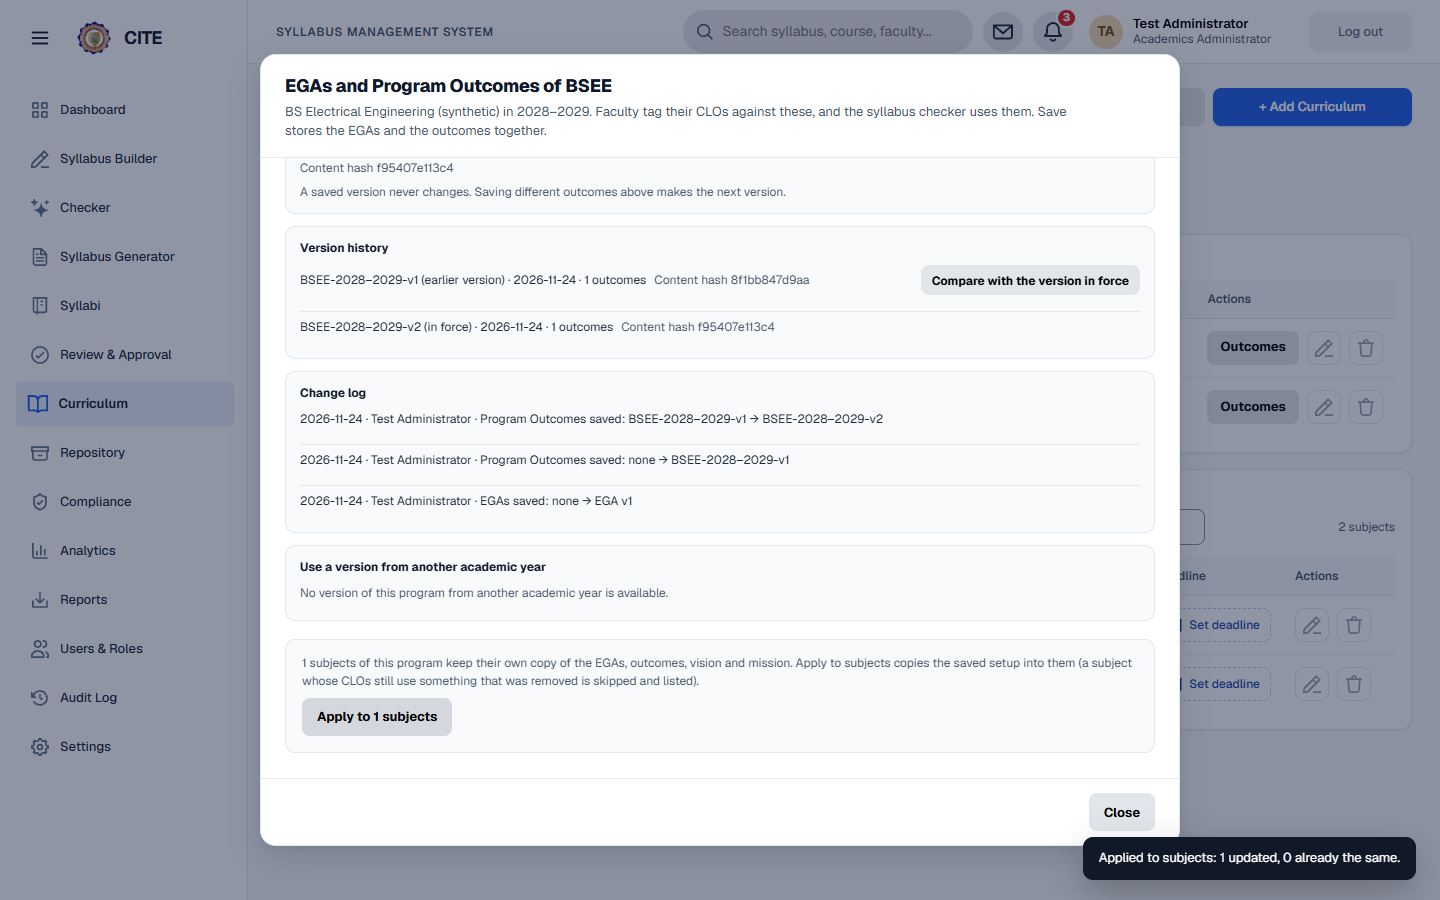 CITE
SYLLABUS MANAGEMENT SYSTEM
Search syllabus, course, faculty...
3
TA
Test Administrator
Academics Administrator
Log out
Dashboard
Syllabus Builder
Checker
Syllabus Generator
Syllabi
Review & Approval
Curriculum
Repository
Compliance
Analytics
Reports
Users & Roles
Audit Log
Settings
+ Add Curriculum
EGAs and Program Outcomes of BSEE
BS Electrical Engineering (synthetic) in 2028–2029. Faculty tag their CLOs against these, and the syllabus checker uses them. Save
stores the EGAs and the outcomes together.
Content hash f95407e113c4
A saved version never changes. Saving different outcomes above makes the next version.
Version history
BSEE-2028–2029-v1 (earlier version) · 2026-11-24 · 1 outcomes Content hash 8f1bb847d9aa
Compare with the version in force
BSEE-2028–2029-v2 (in force) · 2026-11-24 · 1 outcomes Content hash f95407e113c4
Change log
2026-11-24 · Test Administrator · Program Outcomes saved: BSEE-2028–2029-v1 → BSEE-2028–2029-v2
2026-11-24 · Test Administrator · Program Outcomes saved: none → BSEE-2028–2029-v1
2026-11-24 · Test Administrator · EGAs saved: none → EGA v1
Use a version from another academic year
No version of this program from another academic year is available.
1 subjects of this program keep their own copy of the EGAs, outcomes, vision and mission. Apply to subjects copies the saved setup into them (a subject
whose CLOs still use something that was removed is skipped and listed).
Apply to 1 subjects
Close
Actions
Outcomes
Outcomes
2 subjects
dline
Actions
Set deadline
Set deadline
Applied to subjects: 1 updated, 0 already the same.